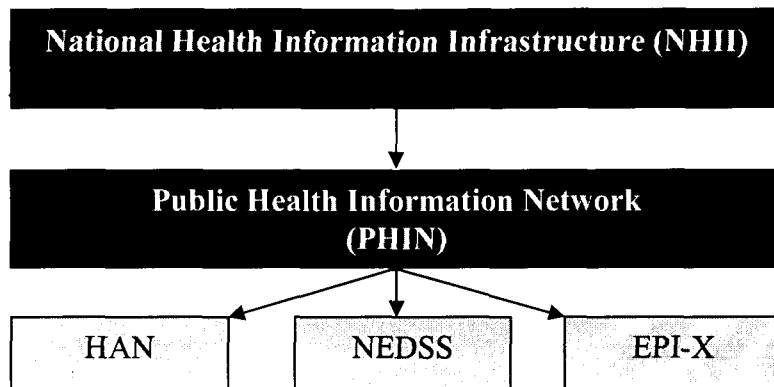 National Health Information Infrastructure (NHII)
Public Health Information Network
(PHIN)
HAN
NEDSS
EPI-X